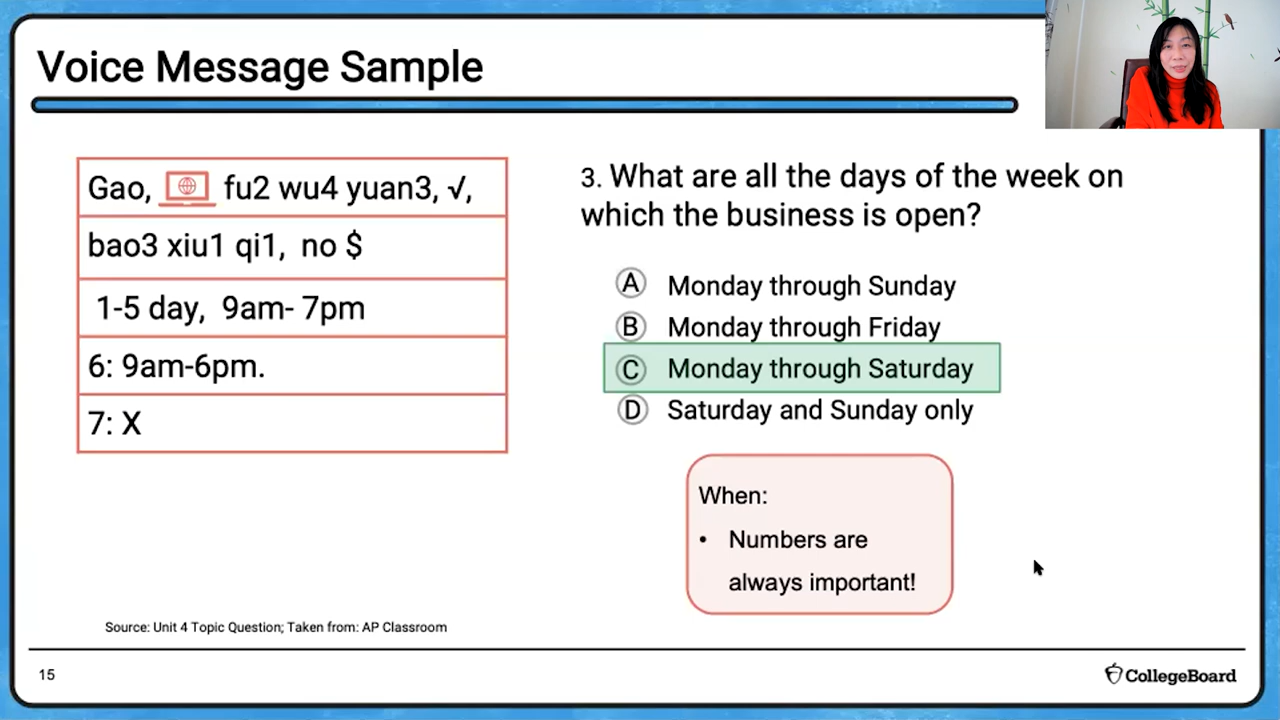 Voice Message Sample
Gao, fu2 wu4 yuan3, √,
bao3 xiu1 qi1, no $
1-5 day, 9am- 7pm
6: 9am-6pm.
7: X
3. What are all the days of the week on
which the business is open?
A Monday through Sunday
B Monday through Friday
C Monday through Saturday
D Saturday and Sunday only
When:
• Numbers are
always important!
Source: Unit 4 Topic Question; Taken from: AP Classroom
15
CollegeBoard